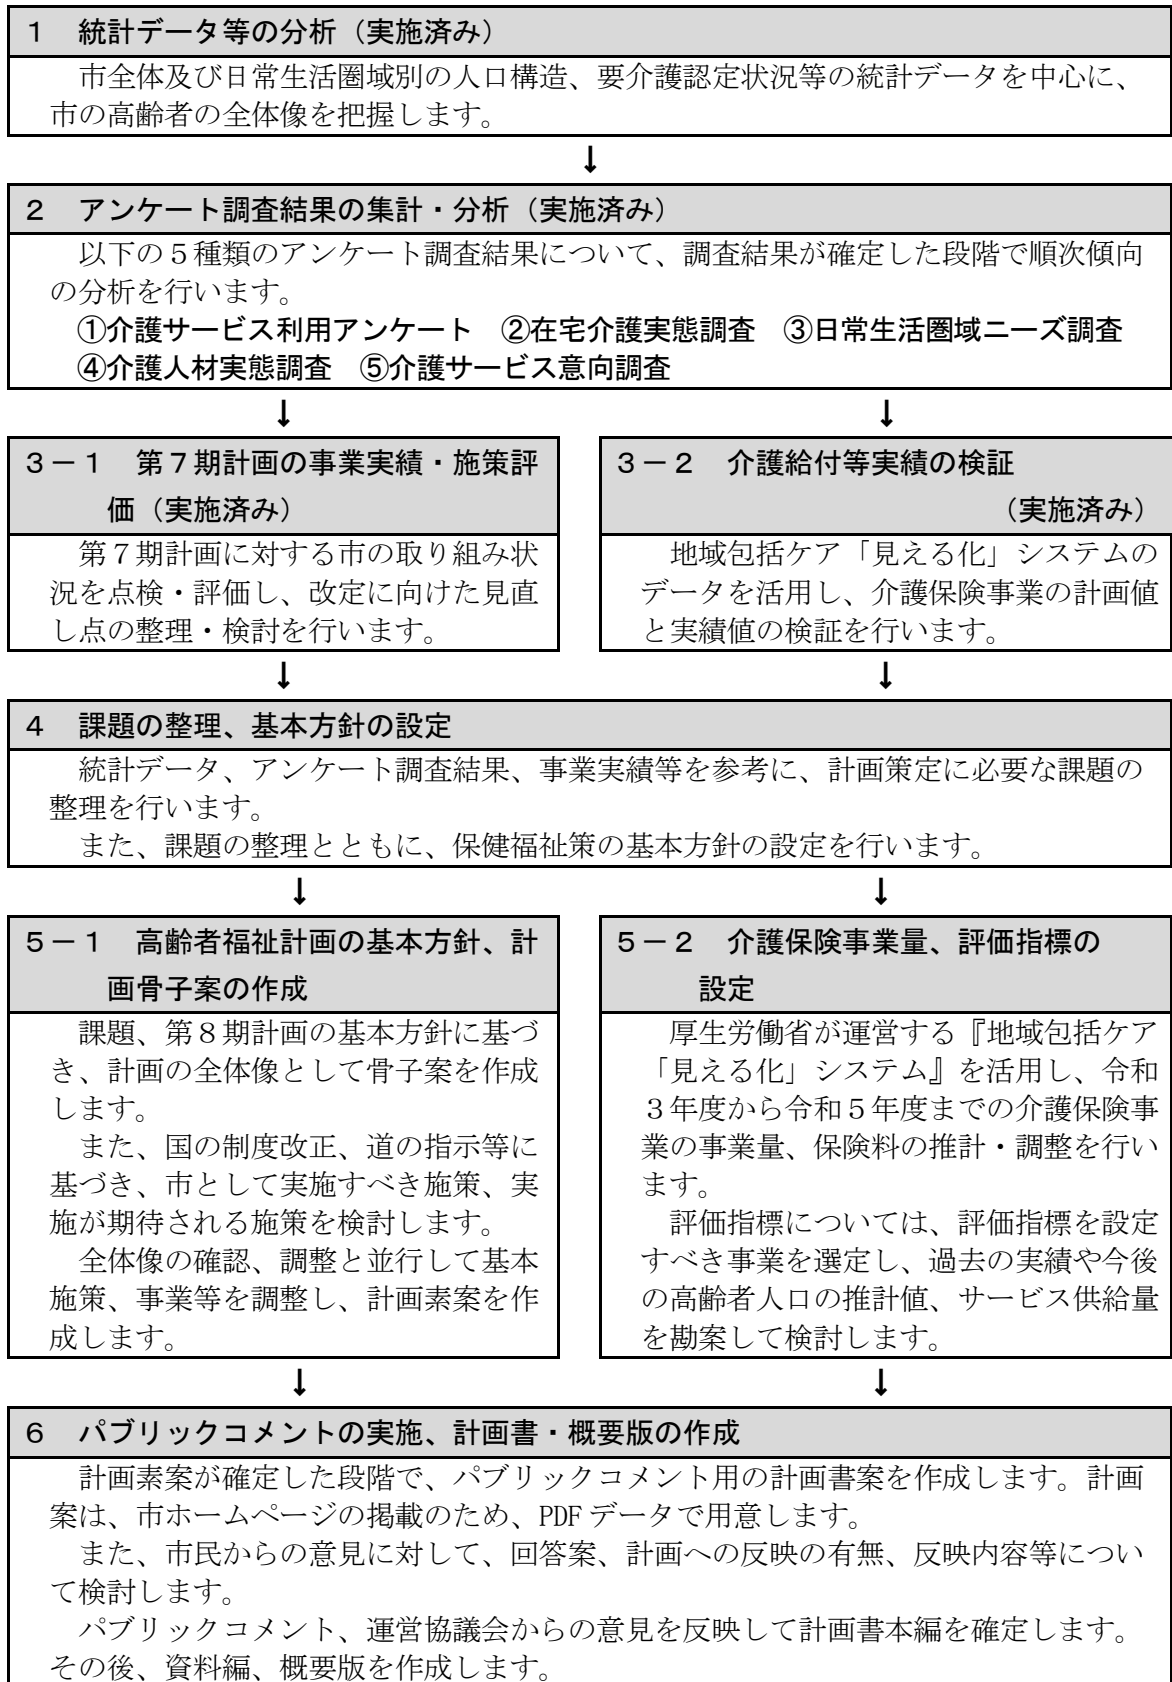 １　統計データ等の分析（実施済み）
市全体及び日常生活圏域別の人口構造、要介護認定状況等の統計データを中心に、
市の高齢者の全体像を把握します。
↓
２　アンケート調査結果の集計・分析（実施済み）
以下の５種類のアンケート調査結果について、調査結果が確定した段階で順次傾向
の分析を行います。
①介護サービス利用アンケート　②在宅介護実態調査　③日常生活圏域ニーズ調査
④介護人材実態調査　⑤介護サービス意向調査
↓　↓
３－１　第７期計画の事業実績・施策評
価（実施済み）
第７期計画に対する市の取り組み状
況を点検・評価し、改定に向けた見直
し点の整理・検討を行います。
３－２　介護給付等実績の検証
（実施済み）
地域包括ケア「見える化」システムの
データを活用し、介護保険事業の計画値
と実績値の検証を行います。
↓　↓
４　課題の整理、基本方針の設定
統計データ、アンケート調査結果、事業実績等を参考に、計画策定に必要な課題の
整理を行います。
また、課題の整理とともに、保健福祉策の基本方針の設定を行います。
↓　↓
５－１　高齢者福祉計画の基本方針、計
画骨子案の作成
課題、第８期計画の基本方針に基づ
き、計画の全体像として骨子案を作成
します。
また、国の制度改正、道の指示等に
基づき、市として実施すべき施策、実
施が期待される施策を検討します。
全体像の確認、調整と並行して基本
施策、事業等を調整し、計画素案を作
成します。
５－２　介護保険事業量、評価指標の
設定
厚生労働省が運営する『地域包括ケア
「見える化」システム』を活用し、令和
３年度から令和５年度までの介護保険事
業の事業量、保険料の推計・調整を行い
ます。
評価指標については、評価指標を設定
すべき事業を選定し、過去の実績や今後
の高齢者人口の推計値、サービス供給量
を勘案して検討します。
↓　↓
６　パブリックコメントの実施、計画書・概要版の作成
計画素案が確定した段階で、パブリックコメント用の計画書案を作成します。計画
案は、市ホームページの掲載のため、PDFデータで用意します。
また、市民からの意見に対して、回答案、計画への反映の有無、反映内容等につい
て検討します。
パブリックコメント、運営協議会からの意見を反映して計画書本編を確定します。
その後、資料編、概要版を作成します。